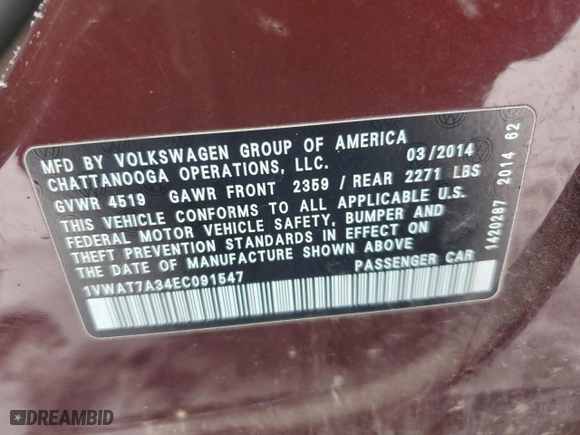 MFD BY VOLKSWAGEN GROUP OF AMERICA
CHATTANOOGA OPERATIONS, LLC. 03/2014
GVWR 4519 GAWR FRONT 2359 / REAR 2271 LBS
THIS VEHICLE CONFORMS TO ALL APPLICABLE U.S.
FEDERAL MOTOR VEHICLE SAFETY, BUMPER AND
THEFT PREVENTION STANDARDS IN EFFECT ON
THE DATE OF MANUFACTURE SHOWN ABOVE
1VWAT7A34EC091547 PASSENGER CAR
1420287 2014 62
DREAMBID